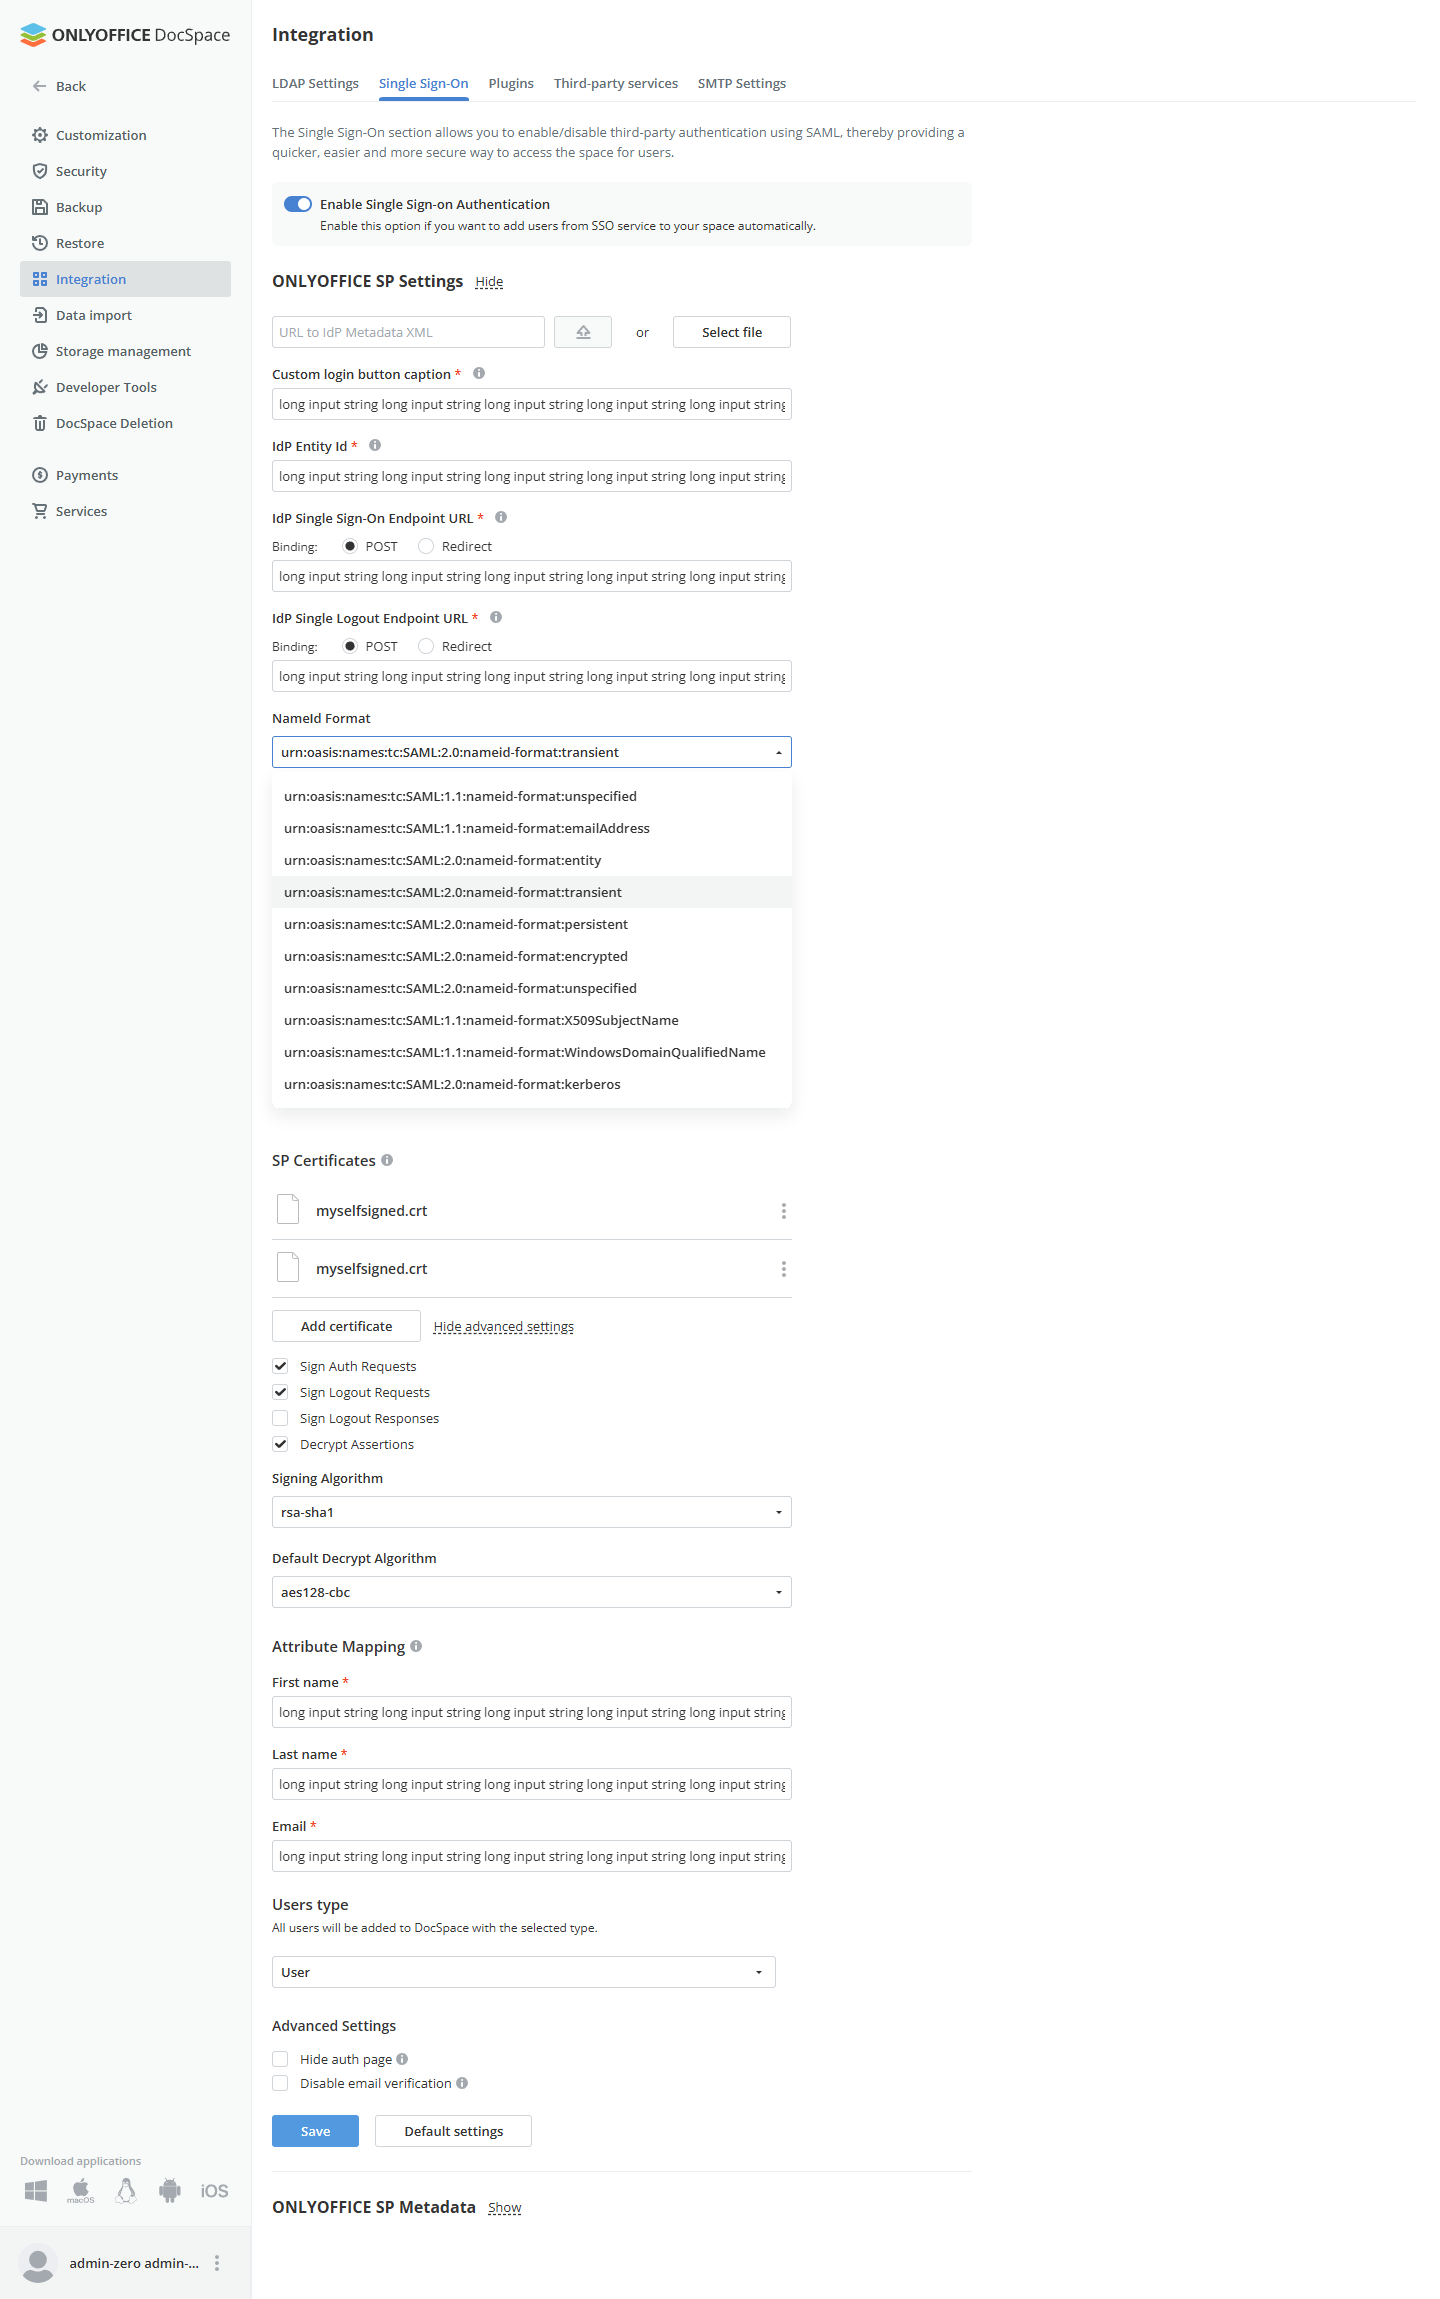 ONLYOFFICE DocSpace
Back
Customization
Security
Backup
Restore
Integration
Data import
Storage management
Developer Tools
DocSpace Deletion
Payments
Services
Download applications
macOS
iOS
admin-zero admin-...
Integration
LDAP Settings Single Sign-On Plugins Third-party services SMTP Settings
The Single Sign-On section allows you to enable/disable third-party authentication using SAML, thereby providing a
quicker, easier and more secure way to access the space for users.
Enable Single Sign-on Authentication
Enable this option if you want to add users from SSO service to your space automatically.
ONLYOFFICE SP Settings Hide
URL to IdP Metadata XML or Select file
Custom login button caption *
long input string long input string long input string long input string long input string
IdP Entity Id *
long input string long input string long input string long input string long input string
IdP Single Sign-On Endpoint URL *
Binding: POST Redirect
long input string long input string long input string long input string long input string
IdP Single Logout Endpoint URL *
Binding: POST Redirect
long input string long input string long input string long input string long input string
NameId Format
urn:oasis:names:tc:SAML:2.0:nameid-format:transient
urn:oasis:names:tc:SAML:1.1:nameid-format:unspecified
urn:oasis:names:tc:SAML:1.1:nameid-format:emailAddress
urn:oasis:names:tc:SAML:2.0:nameid-format:entity
urn:oasis:names:tc:SAML:2.0:nameid-format:transient
urn:oasis:names:tc:SAML:2.0:nameid-format:persistent
urn:oasis:names:tc:SAML:2.0:nameid-format:encrypted
urn:oasis:names:tc:SAML:2.0:nameid-format:unspecified
urn:oasis:names:tc:SAML:1.1:nameid-format:X509SubjectName
urn:oasis:names:tc:SAML:1.1:nameid-format:WindowsDomainQualifiedName
urn:oasis:names:tc:SAML:2.0:nameid-format:kerberos
SP Certificates
myselfsigned.crt
myselfsigned.crt
Add certificate Hide advanced settings
Sign Auth Requests
Sign Logout Requests
Sign Logout Responses
Decrypt Assertions
Signing Algorithm
rsa-sha1
Default Decrypt Algorithm
aes128-cbc
Attribute Mapping
First name *
long input string long input string long input string long input string long input string
Last name *
long input string long input string long input string long input string long input string
Email *
long input string long input string long input string long input string long input string
Users type
All users will be added to DocSpace with the selected type.
User
Advanced Settings
Hide auth page
Disable email verification
Save Default settings
ONLYOFFICE SP Metadata Show